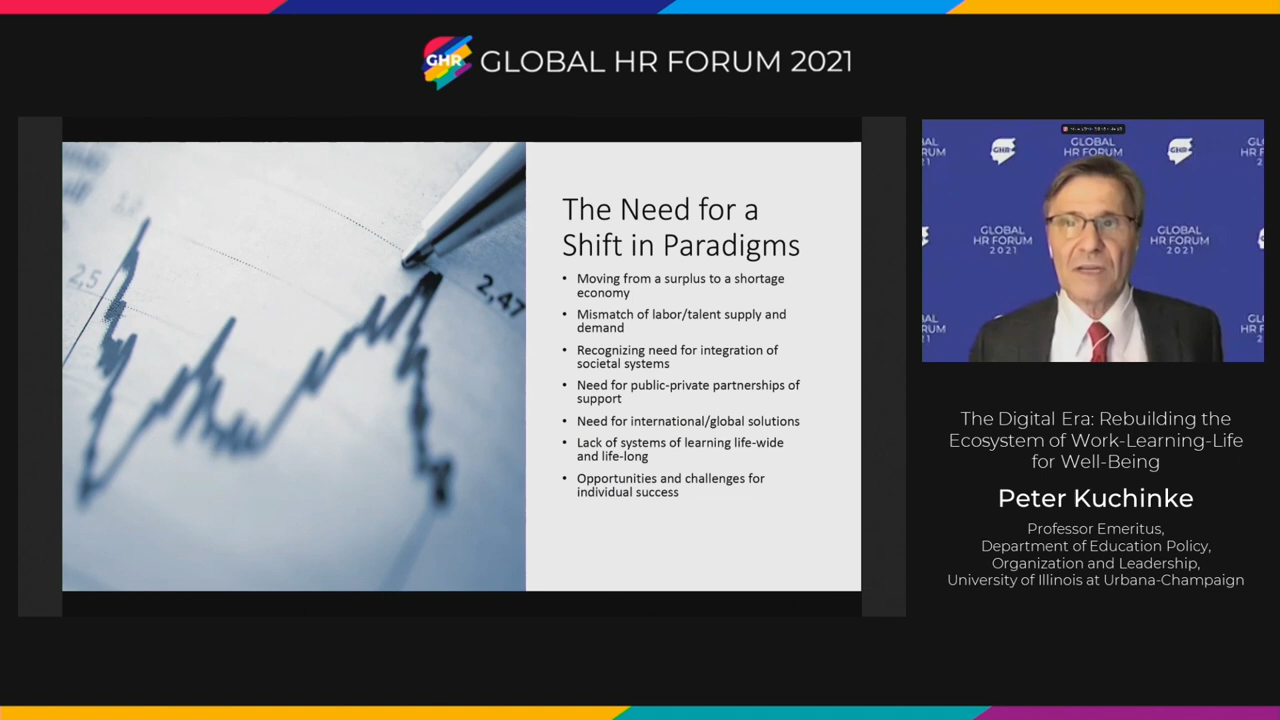 GHR GLOBAL HR FORUM 2021
2,5
2,47
The Need for a
Shift in Paradigms
• Moving from a surplus to a shortage
economy
• Mismatch of labor/talent supply and
demand
• Recognizing need for integration of
societal systems
• Need for public-private partnerships of
support
• Need for international/global solutions
• Lack of systems of learning life-wide
and life-long
• Opportunities and challenges for
individual success
GHR
GLOBAL
HR FORUM
2021
GHR
GLOBAL
HR FORUM
2021
GLOBAL
HR FORUM
2021
The Digital Era: Rebuilding the
Ecosystem of Work-Learning-Life
for Well-Being
Peter Kuchinke
Professor Emeritus,
Department of Education Policy,
Organization and Leadership,
University of Illinois at Urbana-Champaign